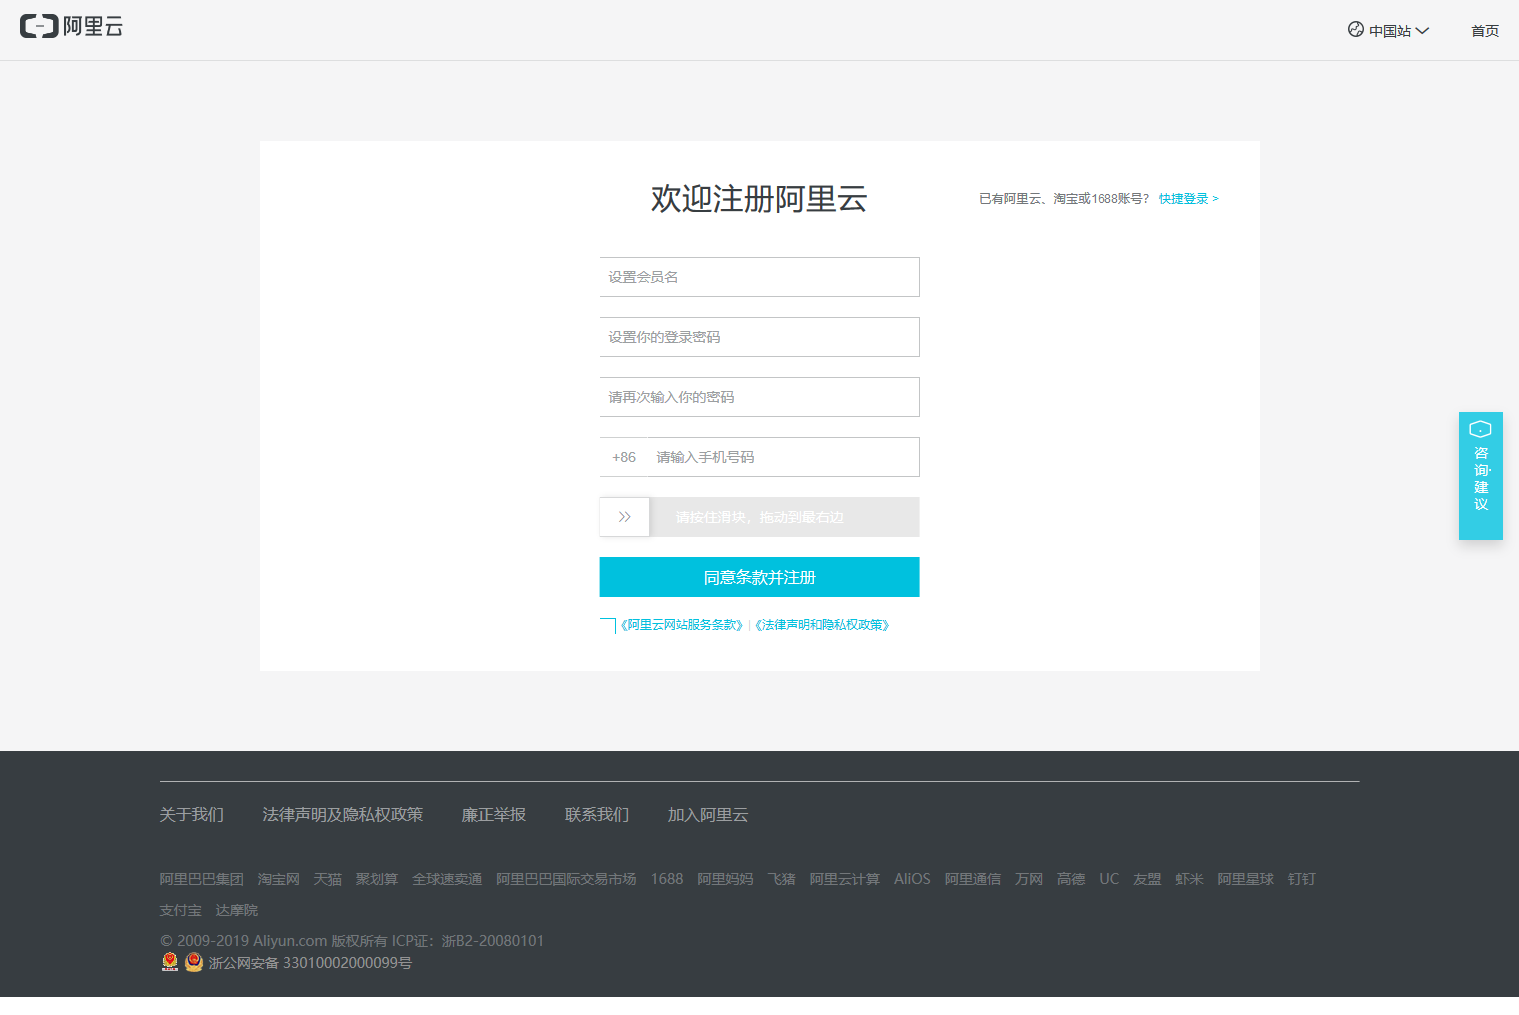 阿里云
中国站
首页
欢迎注册阿里云
已有阿里云、淘宝或1688账号? 快捷登录 >
设置会员名
设置你的登录密码
请再次输入你的密码
+86 请输入手机号码
请按住滑块，拖动到最右边
同意条款并注册
《阿里云网站服务条款》 | 《法律声明和隐私权政策》
咨询·建议
关于我们 法律声明及隐私权政策 廉正举报 联系我们 加入阿里云
阿里巴巴集团 淘宝网 天猫 聚划算 全球速卖通 阿里巴巴国际交易市场 1688 阿里妈妈 飞猪 阿里云计算 AliOS 阿里通信 万网 高德 UC 友盟 虾米 阿里星球 钉钉
支付宝 达摩院
© 2009-2019 Aliyun.com 版权所有 ICP证：浙B2-20080101
浙公网安备 33010002000099号